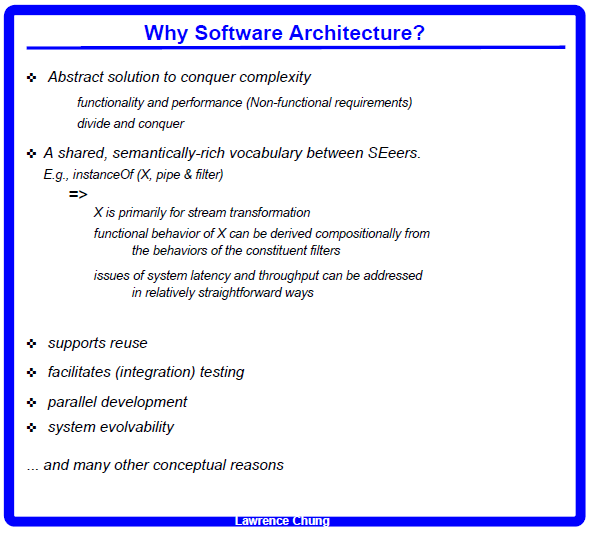 Why Software Architecture?
❖ Abstract solution to conquer complexity
functionality and performance (Non-functional requirements)
divide and conquer
❖ A shared, semantically-rich vocabulary between SEeers.
E.g., instanceOf (X, pipe & filter)
=>
X is primarily for stream transformation
functional behavior of X can be derived compositionally from
the behaviors of the constituent filters
issues of system latency and throughput can be addressed
in relatively straightforward ways
❖ supports reuse
❖ facilitates (integration) testing
❖ parallel development
❖ system evolvability
... and many other conceptual reasons
Lawrence Chung